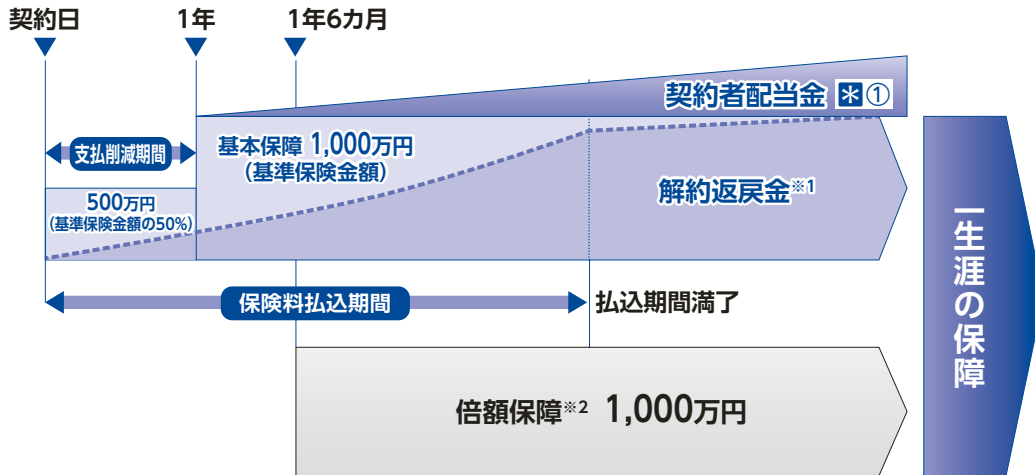 契約日
1年
1年6カ月
契約者配当金 *①
支払削減期間
基本保障 1,000万円
(基準保険金額)
500万円
(基準保険金額の50%)
解約返戻金※1
保険料払込期間
払込期間満了
倍額保障※2 1,000万円
一生涯の保障